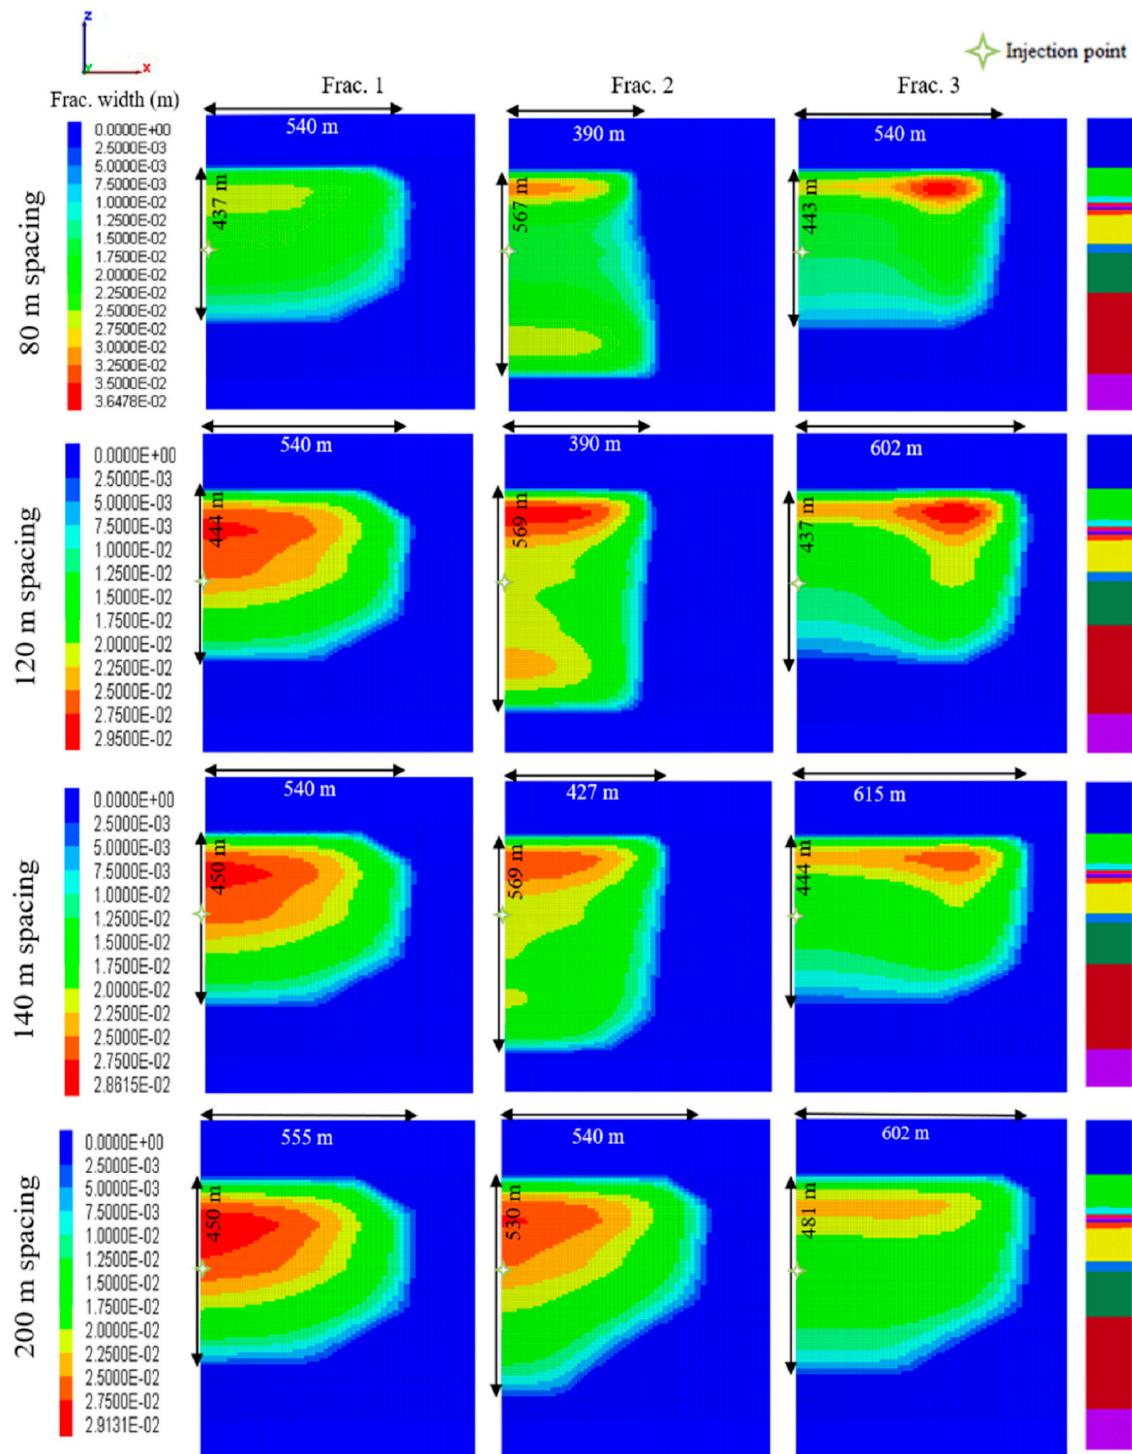 Z
Y
X
Injection point
Frac. width (m)
Frac. 1
Frac. 2
Frac. 3
80 m spacing
0.0000E+00
2.5000E-03
5.0000E-03
7.5000E-03
1.0000E-02
1.2500E-02
1.5000E-02
1.7500E-02
2.0000E-02
2.2500E-02
2.5000E-02
2.7500E-02
3.0000E-02
3.2500E-02
3.5000E-02
3.6478E-02
540 m
437 m
390 m
567 m
540 m
443 m
120 m spacing
0.0000E+00
2.5000E-03
5.0000E-03
7.5000E-03
1.0000E-02
1.2500E-02
1.5000E-02
1.7500E-02
2.0000E-02
2.2500E-02
2.5000E-02
2.7500E-02
2.9500E-02
540 m
444 m
390 m
569 m
602 m
437 m
140 m spacing
0.0000E+00
2.5000E-03
5.0000E-03
7.5000E-03
1.0000E-02
1.2500E-02
1.5000E-02
1.7500E-02
2.0000E-02
2.2500E-02
2.5000E-02
2.7500E-02
2.8615E-02
540 m
450 m
427 m
569 m
615 m
444 m
200 m spacing
0.0000E+00
2.5000E-03
5.0000E-03
7.5000E-03
1.0000E-02
1.2500E-02
1.5000E-02
1.7500E-02
2.0000E-02
2.2500E-02
2.5000E-02
2.7500E-02
2.9131E-02
555 m
450 m
540 m
530 m
602 m
481 m